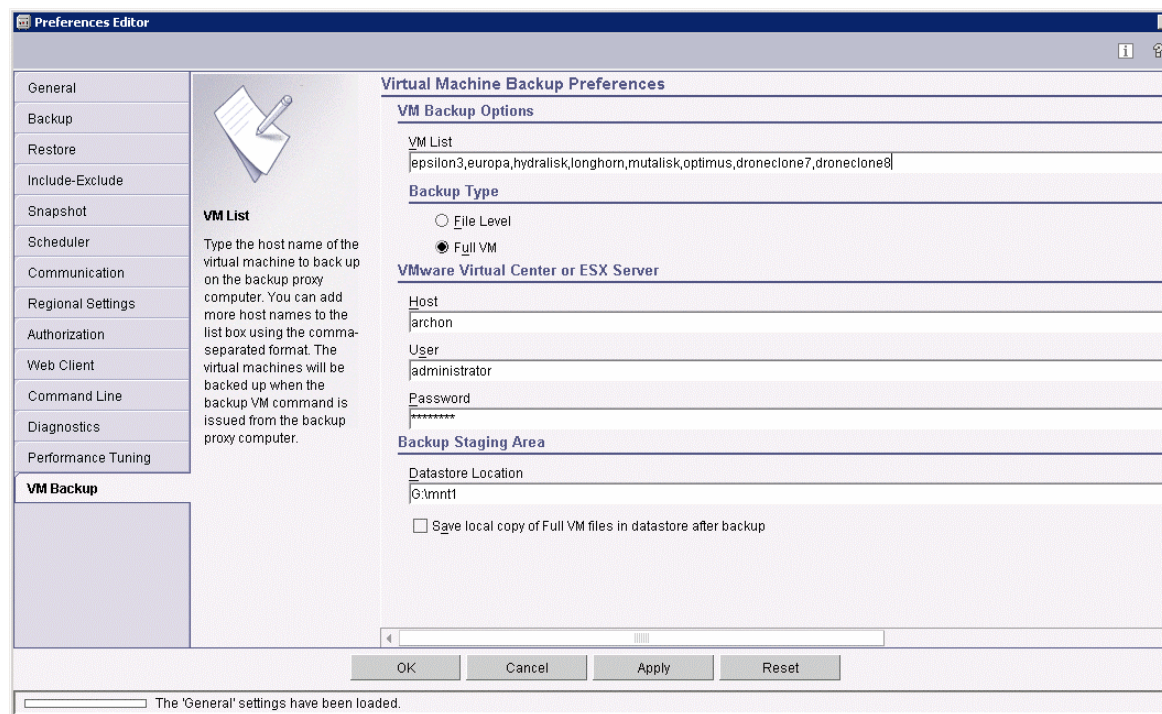 Preferences Editor
General
Backup
Restore
Include-Exclude
Snapshot
Scheduler
Communication
Regional Settings
Authorization
Web Client
Command Line
Diagnostics
Performance Tuning
VM Backup
VM List
Type the host name of the
virtual machine to back up
on the backup proxy
computer. You can add
more host names to the
list box using the comma-
separated format. The
virtual machines will be
backed up when the
backup VM command is
issued from the backup
proxy computer.
Virtual Machine Backup Preferences
VM Backup Options
VM List
epsilon3,europa,hydralisk,longhorn,mutalisk,optimus,droneclone7,droneclone8
Backup Type
File Level
Full VM
VMware Virtual Center or ESX Server
Host
archon
User
administrator
Password
********
Backup Staging Area
Datastore Location
G:\mnt1
Save local copy of Full VM files in datastore after backup
OK Cancel Apply Reset
The 'General' settings have been loaded.